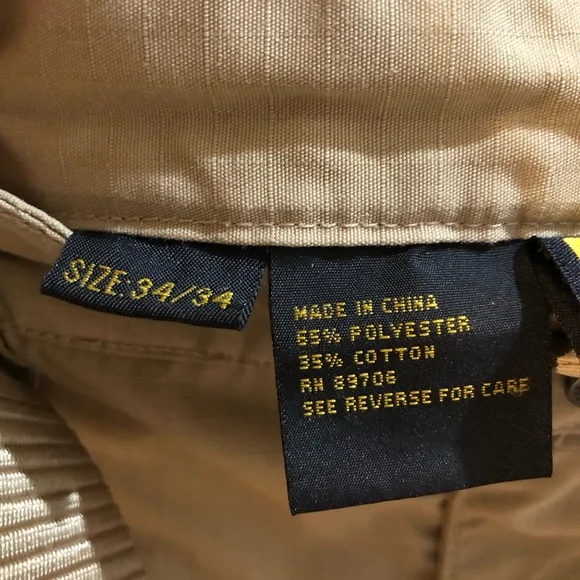 SIZE:34/34
MADE IN CHINA
65% POLYESTER
35% COTTON
RN 89706
SEE REVERSE FOR CARE